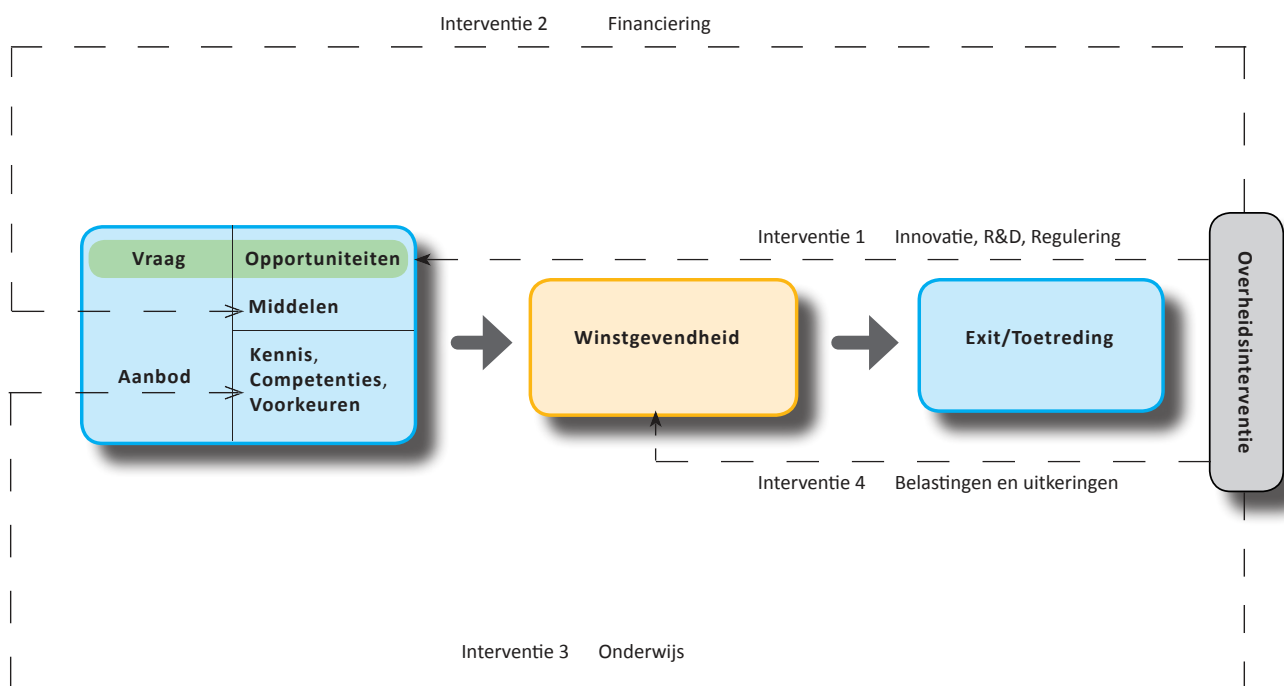 Interventie 2 Financiering
Interventie 1 Innovatie, R&D, Regulering
Vraag
Opportuniteiten
Middelen
Aanbod
Kennis,
Competenties,
Voorkeuren
Winstgevendheid
Exit/Toetreding
Overheidsinterventie
Interventie 4 Belastingen en uitkeringen
Interventie 3 Onderwijs